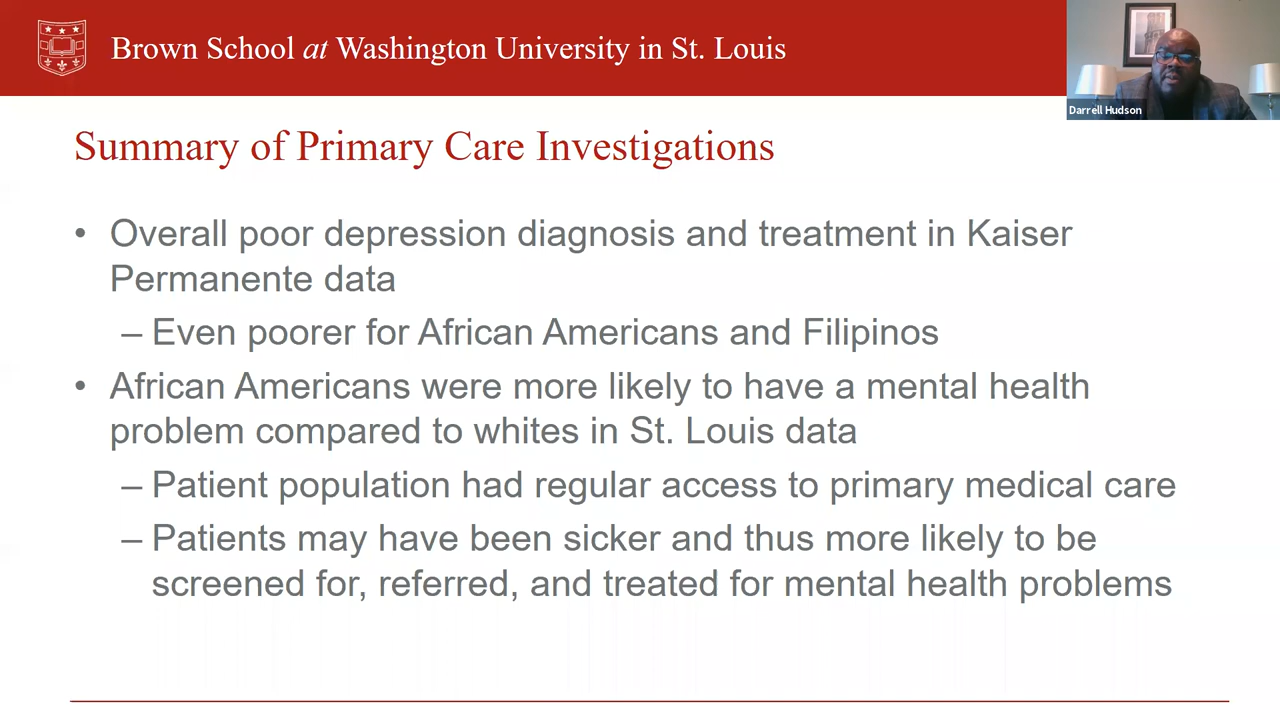 Brown School at Washington University in St. Louis
Darrell Hudson
Summary of Primary Care Investigations
• Overall poor depression diagnosis and treatment in Kaiser
Permanente data
– Even poorer for African Americans and Filipinos
• African Americans were more likely to have a mental health
problem compared to whites in St. Louis data
– Patient population had regular access to primary medical care
– Patients may have been sicker and thus more likely to be
screened for, referred, and treated for mental health problems